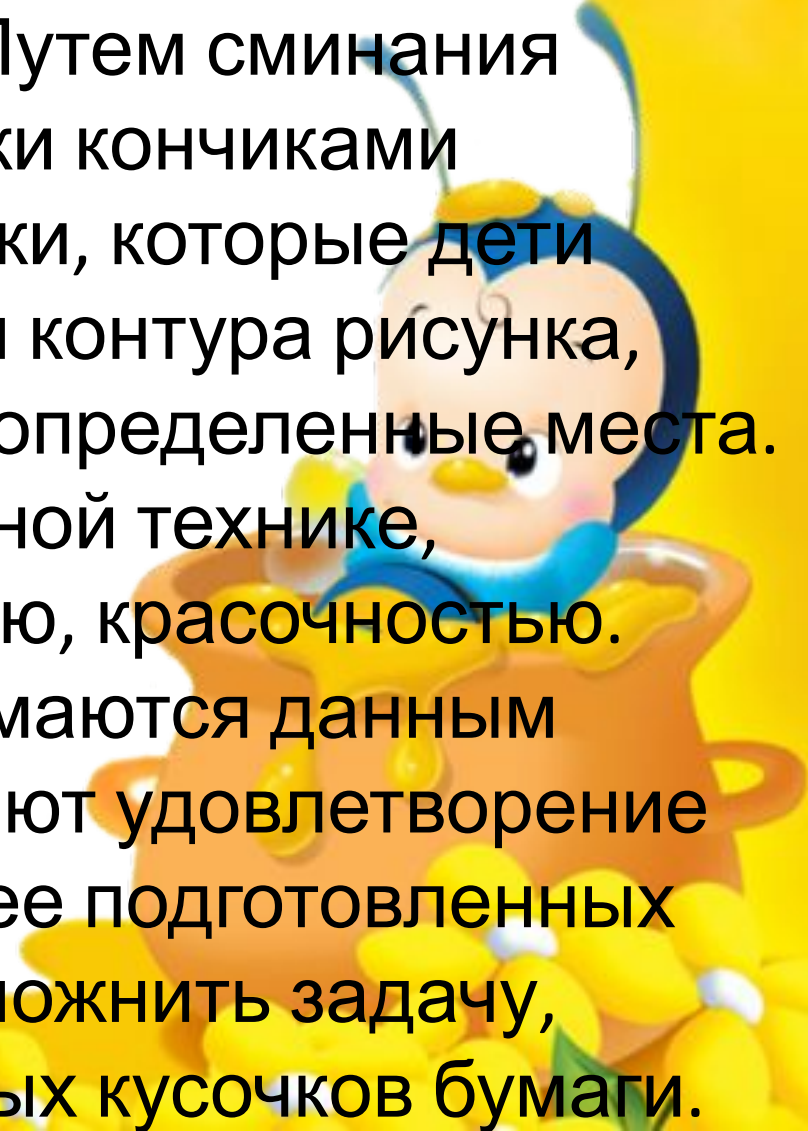 Путем сминания
ки кончиками
ки, которые дети
контура рисунка,
определенные места.
ной технике,
ю, красочностью.
маются данным
ют удовлетворение
ее подготовленных
ожнить задачу,
ых кусочков бумаги.